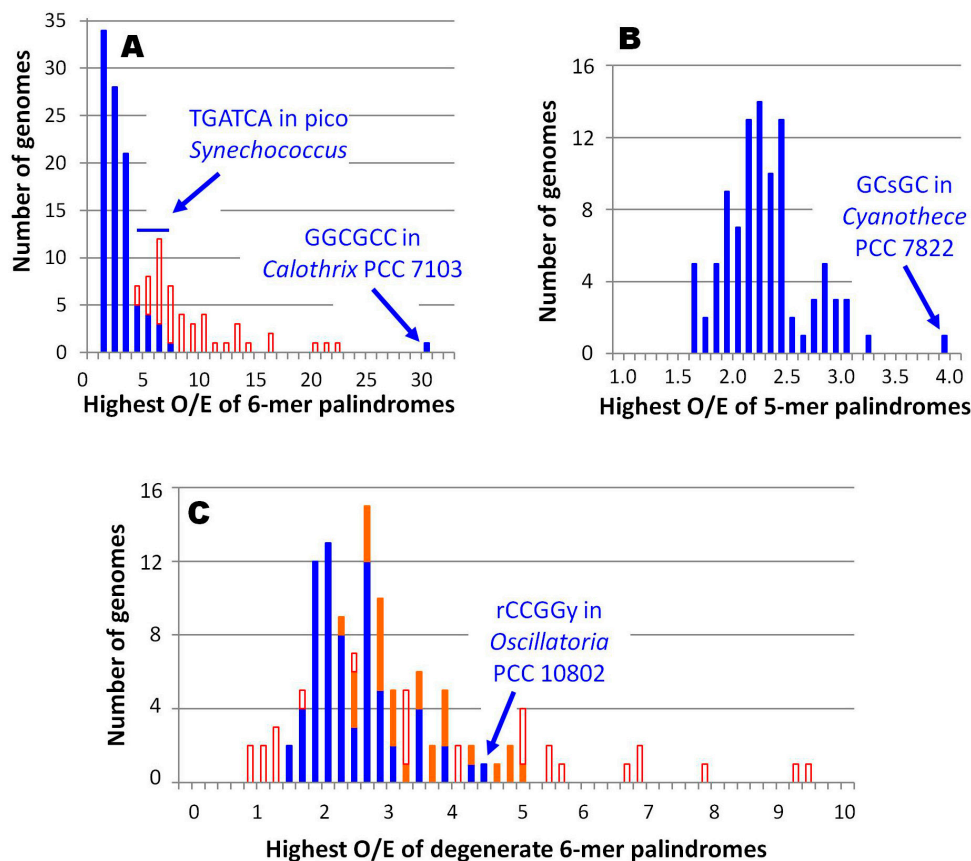 A
Number of genomes
35
30
25
20
15
10
5
0
TGATCA in pico
Synechococcus
GGCGCC in
Calothrix PCC 7103
0 5 10 15 20 25 30
Highest O/E of 6-mer palindromes
B
Number of genomes
16
12
8
4
0
GCsGC in
Cyanothece
PCC 7822
1.0 1.5 2.0 2.5 3.0 3.5 4.0
Highest O/E of 5-mer palindromes
C
Number of genomes
16
12
8
4
0
rCCGGy in
Oscillatoria
PCC 10802
0 1 2 3 4 5 6 7 8 9 10
Highest O/E of degenerate 6-mer palindromes